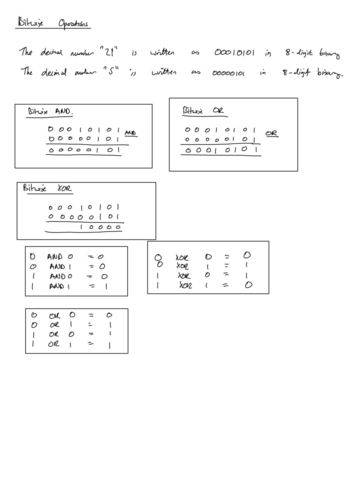 Bitwise Operations
The decimal number "21" is written as 00010101 in 8-digit binary
The decimal number "5" is written as 00000101 in 8-digit binary.
Bitwise AND.
0 0 0 1 0 1 0 1
AND
0 0 0 0 0 1 0 1
0 0 0 0 0 1 0 1
Bitwise OR
0 0 0 1 0 1 0 1
OR
0 0 0 0 0 1 0 1
0 0 0 1 0 1 0 1
Bitwise XOR
0 0 0 1 0 1 0 1
0 0 0 0 0 1 0 1
1 0 0 0 0
0 AND 0 = 0
0 AND 1 = 0
1 AND 0 = 0
1 AND 1 = 1
0 XOR 0 = 0
0 XOR 1 = 1
1 XOR 0 = 1
1 XOR 1 = 0
0 OR 0 = 0
0 OR 1 = 1
1 OR 0 = 1
1 OR 1 = 1